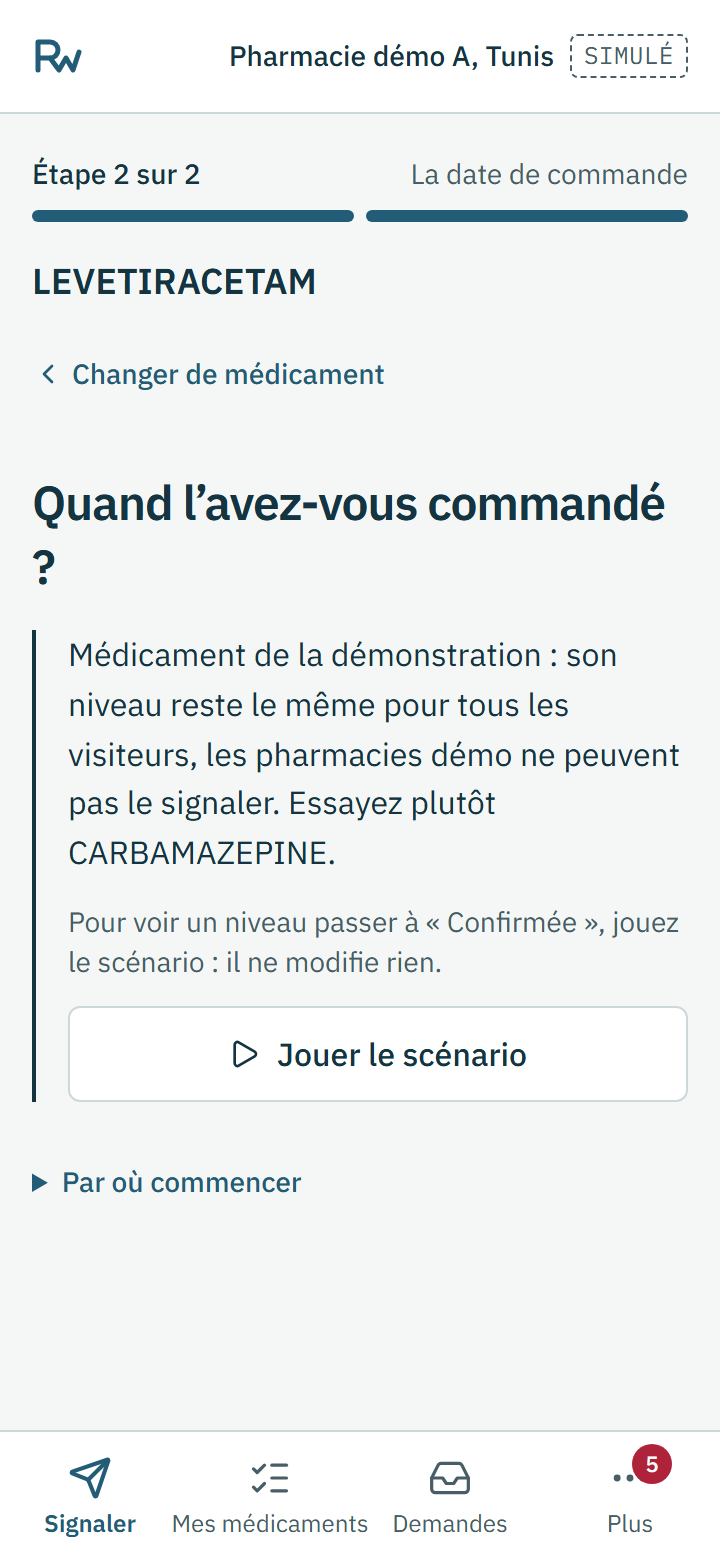 Rw
Pharmacie démo A, Tunis
SIMULÉ
Étape 2 sur 2
La date de commande
LEVETIRACETAM
Changer de médicament
Quand l’avez-vous commandé
?
Médicament de la démonstration : son
niveau reste le même pour tous les
visiteurs, les pharmacies démo ne peuvent
pas le signaler. Essayez plutôt
CARBAMAZEPINE.
Pour voir un niveau passer à « Confirmée », jouez
le scénario : il ne modifie rien.
Jouer le scénario
Par où commencer
5
Signaler
Mes médicaments
Demandes
Plus